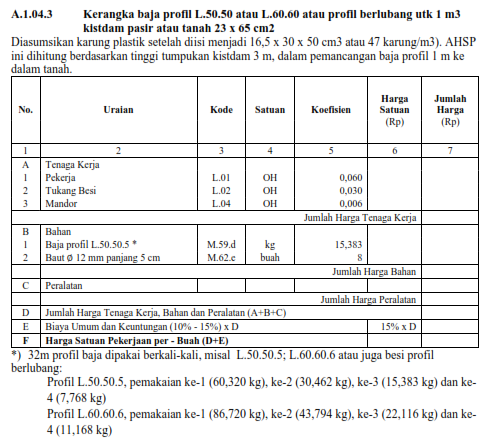 A.1.04.3 Kerangka baja profil L.50.50 atau L.60.60 atau profil berlubang utk 1 m3
kistdam pasir atau tanah 23 x 65 cm2
Diasumsikan karung plastik setelah diisi menjadi 16,5 x 30 x 50 cm3 atau 47 karung/m3). AHSP
ini dihitung berdasarkan tinggi tumpukan kistdam 3 m, dalam pemancangan baja profil 1 m ke
dalam tanah.
No. Uraian Kode Satuan Koefisien Harga Satuan (Rp) Jumlah Harga (Rp)
1 2 3 4 5 6 7
A Tenaga Kerja
1 Pekerja L.01 OH 0,060
2 Tukang Besi L.02 OH 0,030
3 Mandor L.04 OH 0,006
Jumlah Harga Tenaga Kerja
B Bahan
1 Baja profil L.50.50.5 * M.59.d kg 15,383
2 Baut ø 12 mm panjang 5 cm M.62.e buah 8
Jumlah Harga Bahan
C Peralatan
Jumlah Harga Peralatan
D Jumlah Harga Tenaga Kerja, Bahan dan Peralatan (A+B+C)
E Biaya Umum dan Keuntungan (10% - 15%) x D 15% x D
F Harga Satuan Pekerjaan per - Buah (D+E)
*) 32m profil baja dipakai berkali-kali, misal L.50.50.5; L.60.60.6 atau juga besi profil
berlubang:
Profil L.50.50.5, pemakaian ke-1 (60,320 kg), ke-2 (30,462 kg), ke-3 (15,383 kg) dan ke-
4 (7,768 kg)
Profil L.60.60.6, pemakaian ke-1 (86,720 kg), ke-2 (43,794 kg), ke-3 (22,116 kg) dan ke-
4 (11,168 kg)